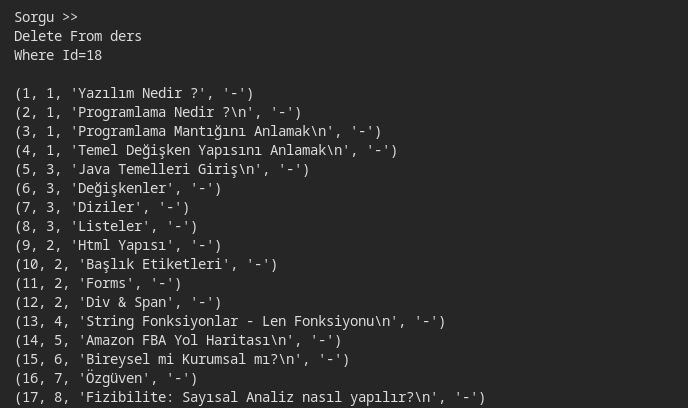 Sorgu >>
Delete From ders
Where Id=18
(1, 1, 'Yazılım Nedir ?', '-')
(2, 1, 'Programlama Nedir ?\n', '-')
(3, 1, 'Programlama Mantığını Anlamak\n', '-')
(4, 1, 'Temel Değişken Yapısını Anlamak\n', '-')
(5, 3, 'Java Temelleri Giriş\n', '-')
(6, 3, 'Değişkenler', '-')
(7, 3, 'Diziler', '-')
(8, 3, 'Listeler', '-')
(9, 2, 'Html Yapısı', '-')
(10, 2, 'Başlık Etiketleri', '-')
(11, 2, 'Forms', '-')
(12, 2, 'Div & Span', '-')
(13, 4, 'String Fonksiyonlar - Len Fonksiyonu\n', '-')
(14, 5, 'Amazon FBA Yol Haritası\n', '-')
(15, 6, 'Bireysel mi Kurumsal mı?\n', '-')
(16, 7, 'Özgüven', '-')
(17, 8, 'Fizibilite: Sayısal Analiz nasıl yapılır?\n', '-')